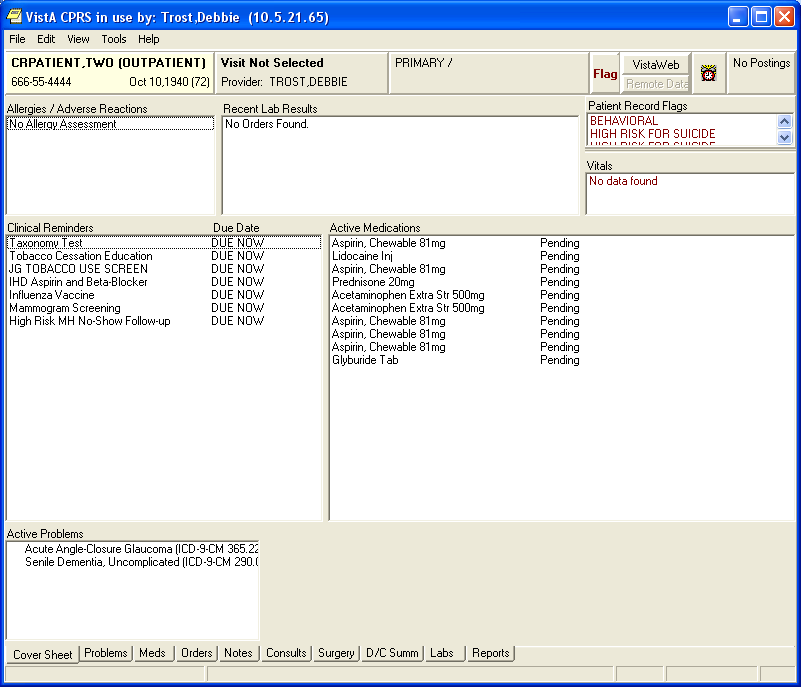 VistA CPRS in use by: Trost,Debbie (10.5.21.65)
File Edit View Tools Help
CRPATIENT,TWO (OUTPATIENT)
666-55-4444 Oct 10,1940 (72)
Visit Not Selected
Provider: TROST,DEBBIE
PRIMARY /
Flag
VistaWeb
Remote Data
No Postings
Allergies / Adverse Reactions
No Allergy Assessment
Recent Lab Results
No Orders Found.
Patient Record Flags
BEHAVIORAL
HIGH RISK FOR SUICIDE
HIGH RISK FOR SUICIDE
Vitals
No data found
Clinical Reminders Due Date
Taxonomy Test DUE NOW
Tobacco Cessation Education DUE NOW
JG TOBACCO USE SCREEN DUE NOW
IHD Aspirin and Beta-Blocker DUE NOW
Influenza Vaccine DUE NOW
Mammogram Screening DUE NOW
High Risk MH No-Show Follow-up DUE NOW
Active Medications
Aspirin, Chewable 81mg Pending
Lidocaine Inj Pending
Aspirin, Chewable 81mg Pending
Prednisone 20mg Pending
Acetaminophen Extra Str 500mg Pending
Acetaminophen Extra Str 500mg Pending
Aspirin, Chewable 81mg Pending
Aspirin, Chewable 81mg Pending
Aspirin, Chewable 81mg Pending
Glyburide Tab Pending
Active Problems
Acute Angle-Closure Glaucoma (ICD-9-CM 365.22
Senile Dementia, Uncomplicated (ICD-9-CM 290.0
Cover Sheet Problems Meds Orders Notes Consults Surgery D/C Summ Labs Reports